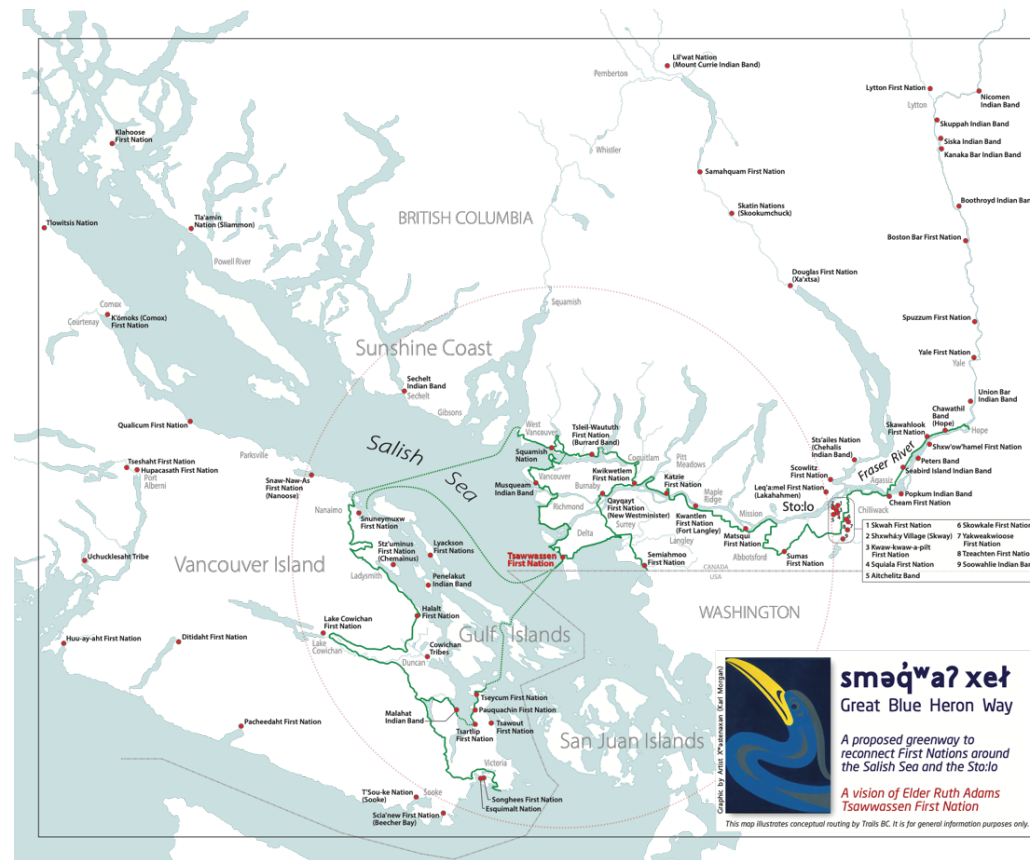 Lil'wat Nation
(Mount Currie Indian Band)
Pemberton
Lytton First Nation
Lytton
Nicomen
Indian Band
Skuppah Indian Band
Siska Indian Band
Kanaka Bar Indian Band
Klahoose
First Nation
Whistler
Samahquam First Nation
Tlowitsis Nation
Tla'amin
Nation (Sliammon)
BRITISH COLUMBIA
Skatin Nations
(Skookumchuck)
Boothroyd Indian Band
Boston Bar First Nation
Powell River
Douglas First Nation
(Xa'xtsa)
Squamish
Comox
Courtenay
K'ómoks (Comox)
First Nation
Spuzzum First Nation
Sunshine Coast
Yale First Nation
Yale
Sechelt
Indian Band
Sechelt
Gibsons
Union Bar
Indian Band
Chawathil
Band
(Hope)
Hope
Skawahlook
First Nation
Qualicum First Nation
West
Vancouver
Tsleil-Waututh
First Nation
(Burrard Band)
Squamish
Nation
Salish
Sea
Coquitlam
Pitt
Meadows
Sts'ailes Nation
(Chehalis
Indian Band)
Fraser River
Shxw'ow'hamel First Nation
Peters Band
Seabird Island Indian Band
Tseshaht First Nation
Hupacasath First Nation
Port
Alberni
Parksville
Snaw-Naw-As
First Nation
(Nanoose)
Kwikwetlem
First Nation
Vancouver
Burnaby
Musqueam
Indian Band
Katzie
First Nation
Maple
Ridge
Scowlitz
First Nation
Leq'a:mel First Nation
(Lakahahmen)
Sto:lo
Agassiz
Popkum Indian Band
Cheam First Nation
Chilliwack
Nanaimo
Snuneymuxw
First Nation
Richmond
Qayqayt
First Nation
(New Westminster)
Surrey
Kwantlen
First Nation
(Fort Langley)
Langley
Mission
Matsqui
First Nation
Abbotsford
Sumas
First Nation
Delta
Semiahmoo
First Nation
Tsawwassen
First Nation
CANADA
USA
1 Skwah First Nation
2 Shxwháy Village (Skway)
3 Kwaw-kwaw-a-pilt
First Nation
4 Squiala First Nation
5 Aitchelitz Band
6 Skowkale First Nation
7 Yakweakwioose
First Nation
8 Tzeachten First Nation
9 Soowahlie Indian Band
Uchucklesaht Tribe
Vancouver Island
Stz'uminus
First Nation
(Chemainus)
Ladysmith
Lyackson
First Nations
Penelakut
Indian Band
Halalt
First Nation
WASHINGTON
Gulf Islands
Huu-ay-aht First Nation
Ditidaht First Nation
Lake Cowichan
First Nation
Lake
Cowichan
Duncan
Cowichan
Tribes
Pacheedaht First Nation
Malahat
Indian Band
Tseycum First Nation
Pauquachin First Nation
Tsartlip
First Nation
Tsawout
First Nation
San Juan Islands
Victoria
T'Sou-ke Nation
(Sooke)
Sooke
Songhees First Nation
Esquimalt Nation
Scia'new First Nation
(Beecher Bay)
sməq̓ʷaʔ xeɬ
Great Blue Heron Way
A proposed greenway to
reconnect First Nations around
the Salish Sea and the Sto:lo
A vision of Elder Ruth Adams
Tsawwassen First Nation
This map illustrates conceptual routing by Trails BC. It is for general information purposes only.